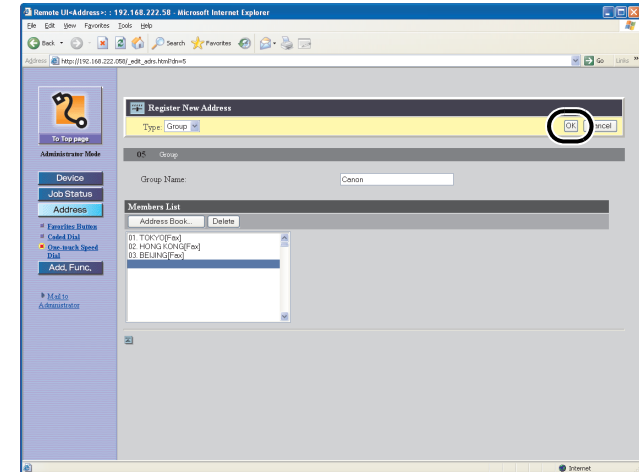 Remote UI<Address>: : 192.168.222.58 - Microsoft Internet Explorer
File Edit View Favorites Tools Help
Back Search Favorites
Address http://192.168.222.058/_edit_adrs.html?dn=5 Go Links »
Register New Address
Type: Group OK Cancel
To Top page
Administrator Mode
05 Group
Device
Group Name: Canon
Job Status
Address
Members List
Address Book... Delete
Favorites Button
Coded Dial
One-touch Speed
Dial
Add. Func.
01. TOKYO[Fax]
02. HONG KONG[Fax]
03. BEIJING[Fax]
Mail to
Administrator
Internet